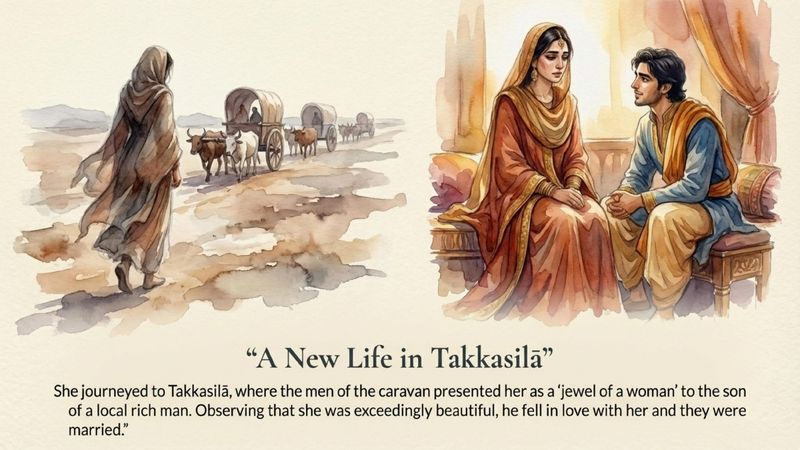 “A New Life in Takkasilā”
She journeyed to Takkasilā, where the men of the caravan presented her as a ‘jewel of a woman’ to the son
of a local rich man. Observing that she was exceedingly beautiful, he fell in love with her and they were
married.”